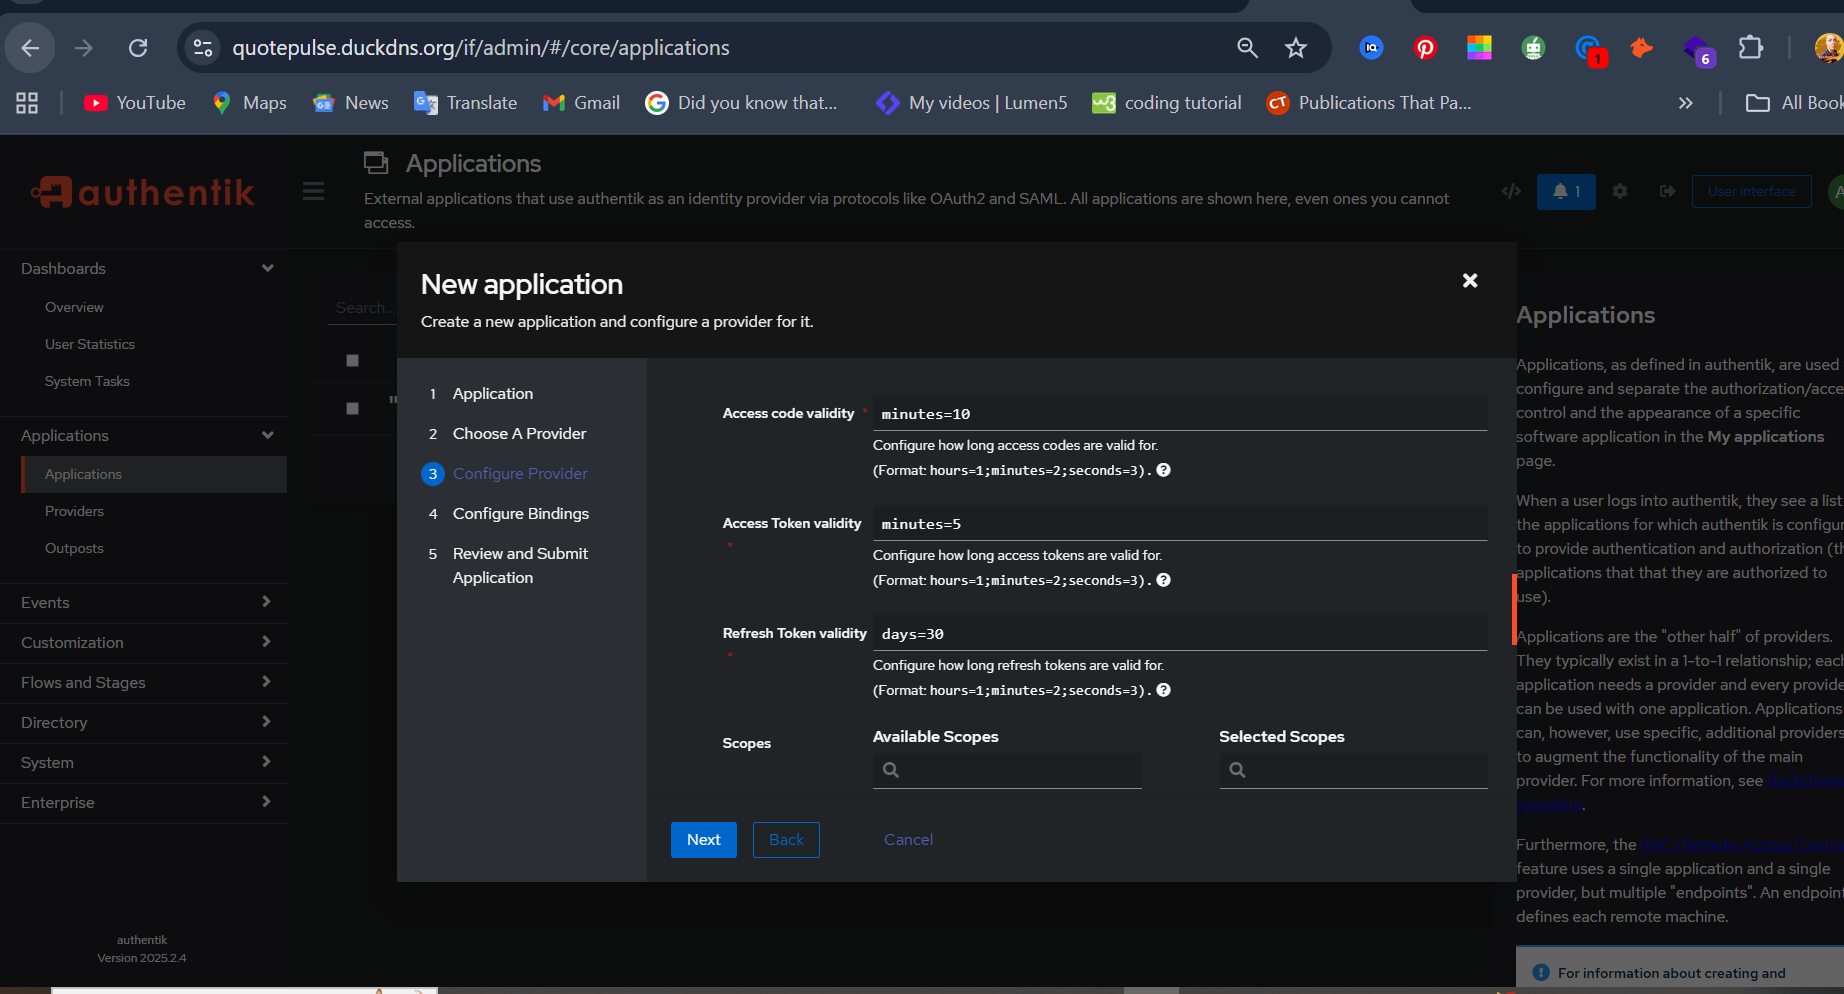 quotepulse.duckdns.org/if/admin/#/core/applications
1
6
YouTube
Maps
News
Translate
Gmail
Did you know that...
My videos | Lumen5
coding tutorial
Publications That Pa...
»
All Book
authentik
Applications
External applications that use authentik as an identity provider via protocols like OAuth2 and SAML. All applications are shown here, even ones you cannot
access.
1
User interface
A
Dashboards
Overview
User Statistics
System Tasks
Applications
Applications
Providers
Outposts
Events
Customization
Flows and Stages
Directory
System
Enterprise
authentik
Version 2025.2.4
Search...
New application
Create a new application and configure a provider for it.
1 Application
2 Choose A Provider
3 Configure Provider
4 Configure Bindings
5 Review and Submit
Application
Access code validity *
minutes=10
Configure how long access codes are valid for.
(Format: hours=1;minutes=2;seconds=3).
Access Token validity
*
minutes=5
Configure how long access tokens are valid for.
(Format: hours=1;minutes=2;seconds=3).
Refresh Token validity
*
days=30
Configure how long refresh tokens are valid for.
(Format: hours=1;minutes=2;seconds=3).
Scopes
Available Scopes
Selected Scopes
Next
Back
Cancel
Applications
Applications, as defined in authentik, are used
configure and separate the authorization/acce
control and the appearance of a specific
software application in the My applications
page.
When a user logs into authentik, they see a list
the applications for which authentik is configur
to provide authentication and authorization (th
applications that that they are authorized to
use).
Applications are the "other half" of providers.
They typically exist in a 1-to-1 relationship; eac
application needs a provider and every provide
can be used with one application. Applications
can, however, use specific, additional providers
to augment the functionality of the main
provider. For more information, see
Furthermore, the
feature uses a single application and a single
provider, but multiple "endpoints". An endpoint
defines each remote machine.
For information about creating and